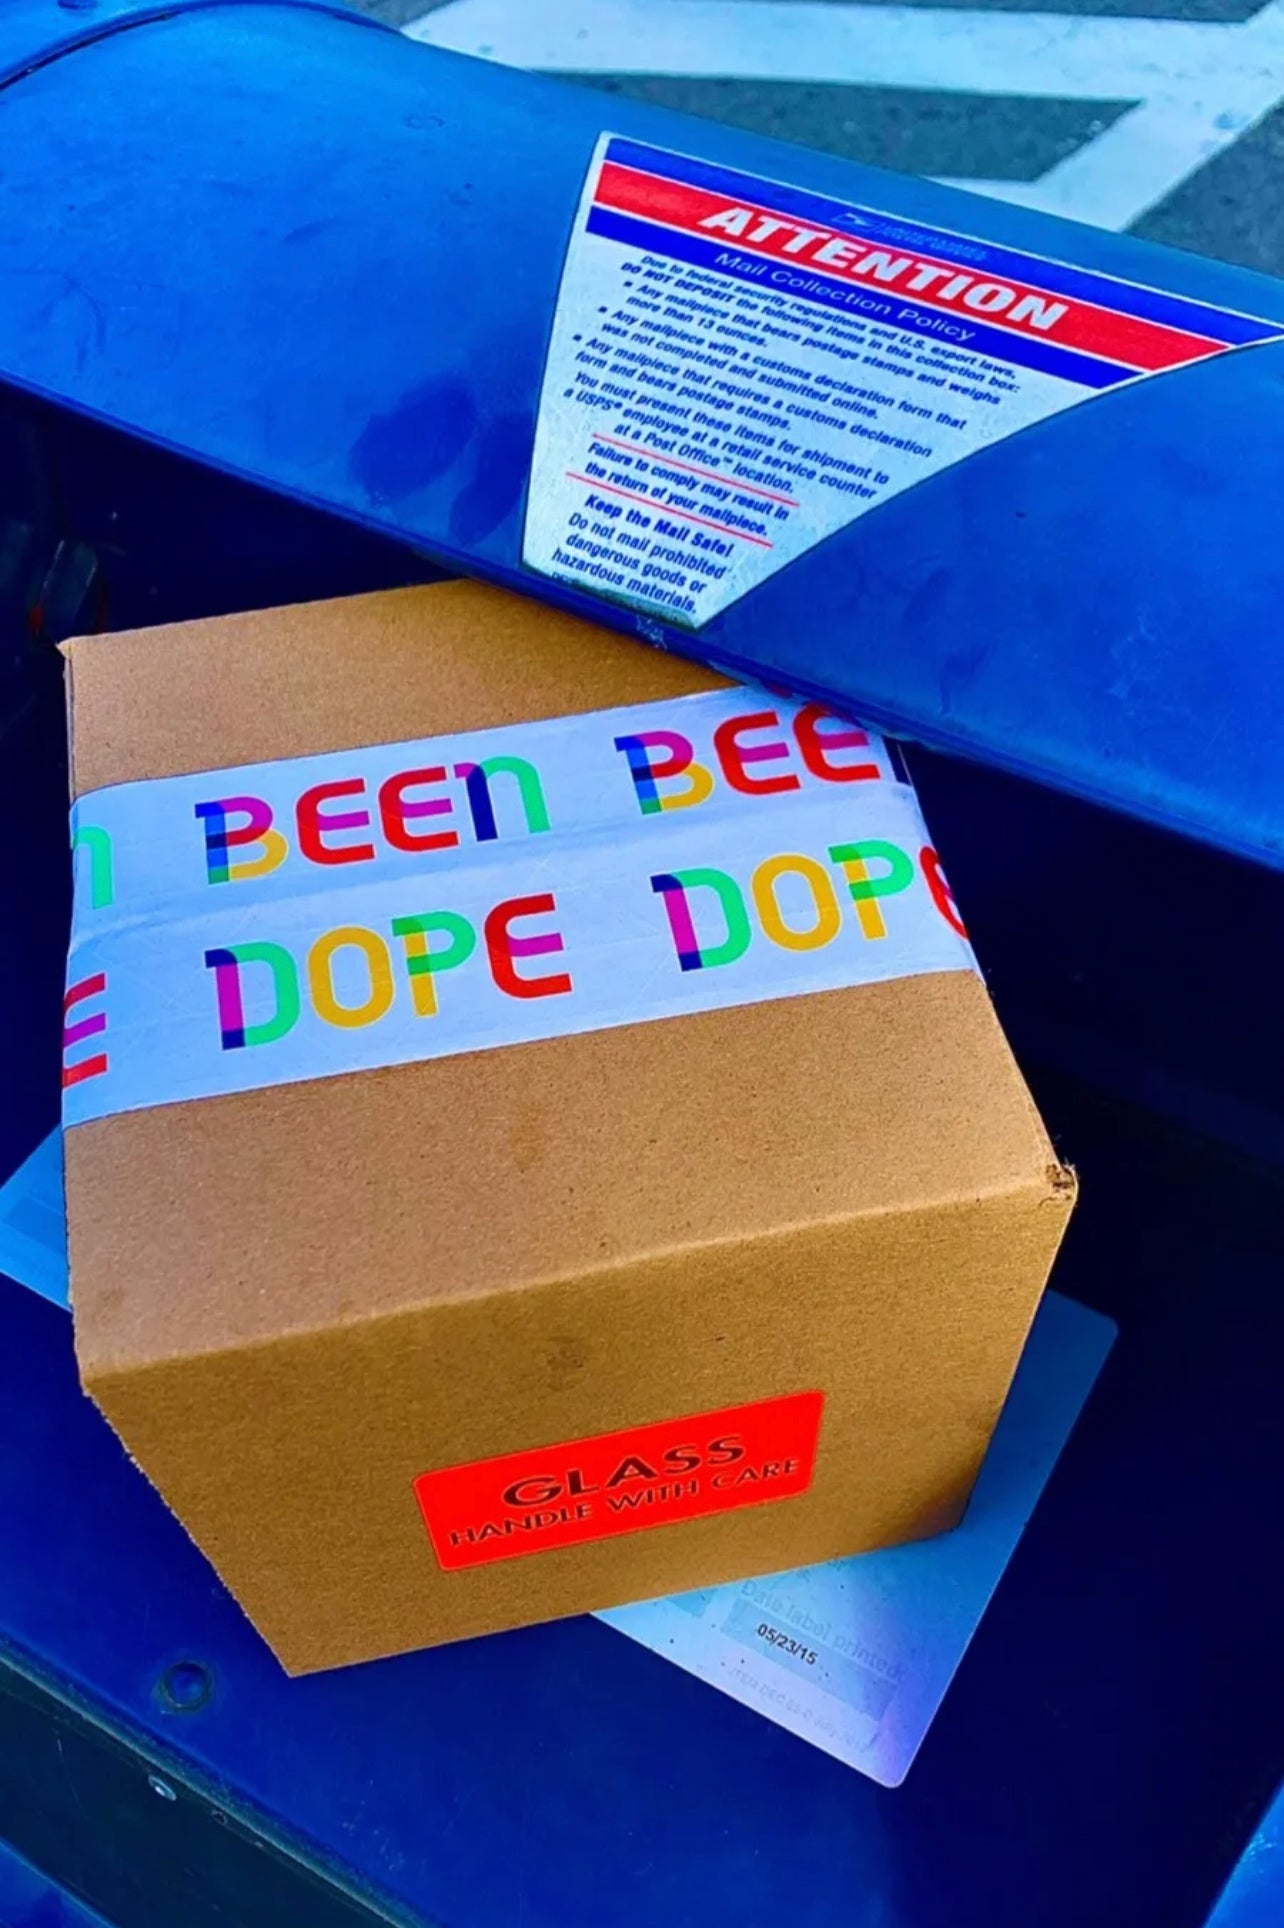 ATTENTION
Mail Collection Policy
Due to federal security regulations and U.S. export laws,
DO NOT DEPOSIT the following items in this collection box:
• Any mailpiece that bears postage stamps and weighs
more than 13 ounces.
• Any mailpiece with a customs declaration form that
was not completed and submitted online.
• Any mailpiece that requires a customs declaration
form and bears postage stamps.
You must present these items for shipment to
a USPS® employee at a retail service counter
at a Post Office™ location.
Failure to comply may result in
the return of your mailpiece.
Keep the Mail Safe!
Do not mail prohibited
dangerous goods or
hazardous materials.
n BEEN BEEN
E DOPE DOPE
GLASS
HANDLE WITH CARE
Date label printed:
05/23/15